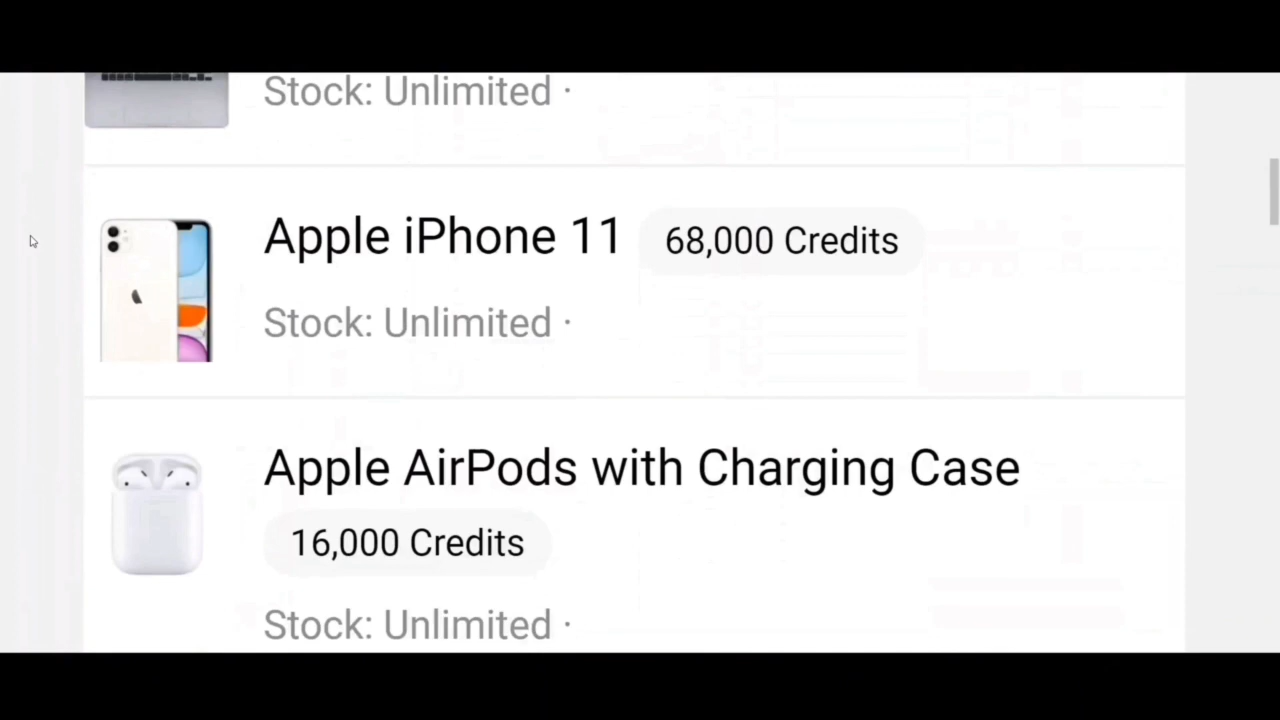 Stock: Unlimited ·
Apple iPhone 11 68,000 Credits
Stock: Unlimited ·
Apple AirPods with Charging Case
16,000 Credits
Stock: Unlimited ·